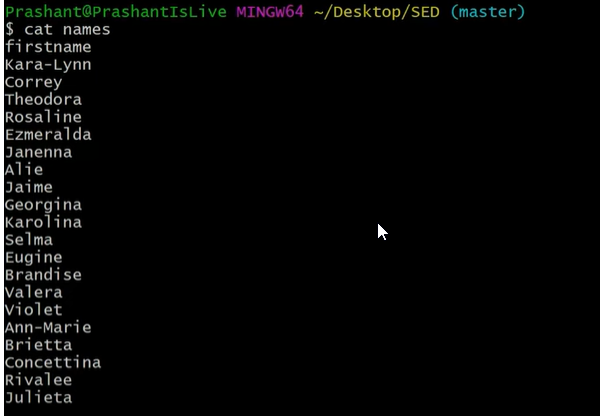 Prashant@PrashantIsLive MINGW64 ~/Desktop/SED (master)
$ cat names
firstname
Kara-Lynn
Correy
Theodora
Rosaline
Ezmeralda
Janenna
Alie
Jaime
Georgina
Karolina
Selma
Eugine
Brandise
Valera
Violet
Ann-Marie
Brietta
Concettina
Rivalee
Julieta